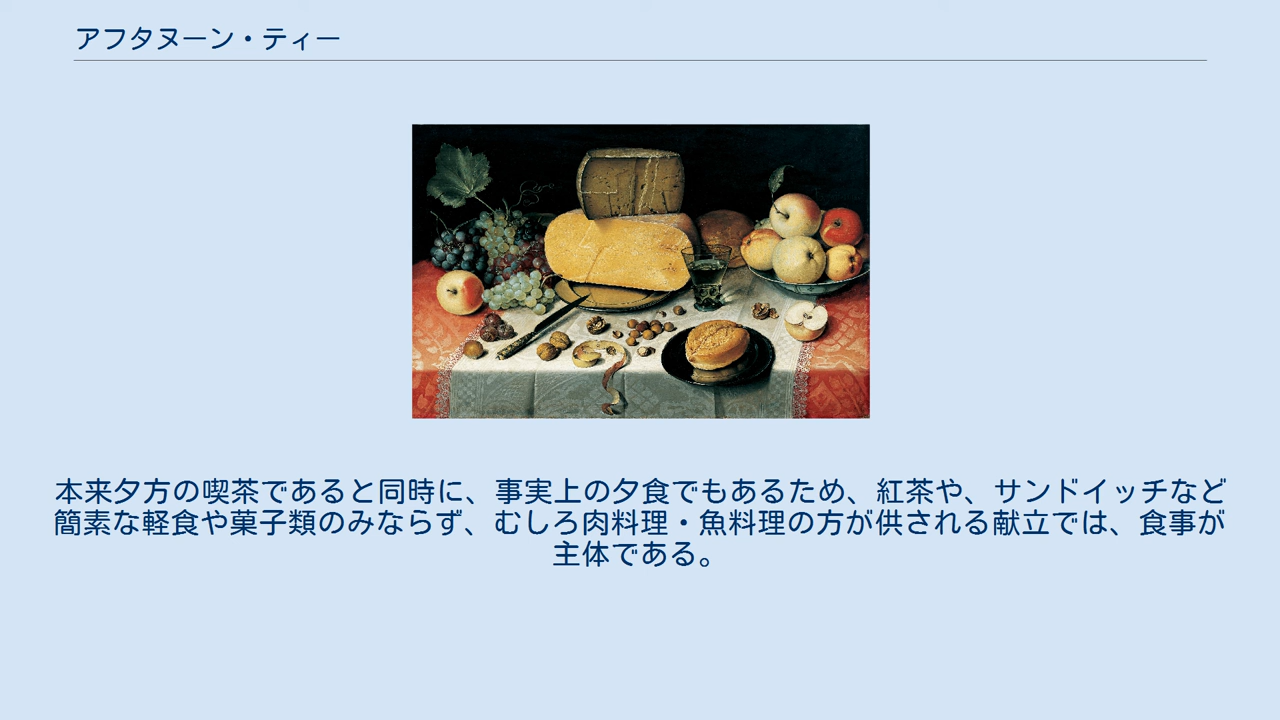 アフタヌーン・ティー
本来夕方の喫茶であると同時に、事実上の夕食でもあるため、紅茶や、サンドイッチなど
簡素な軽食や菓子類のみならず、むしろ肉料理・魚料理の方が供される献立では、食事が
主体である。